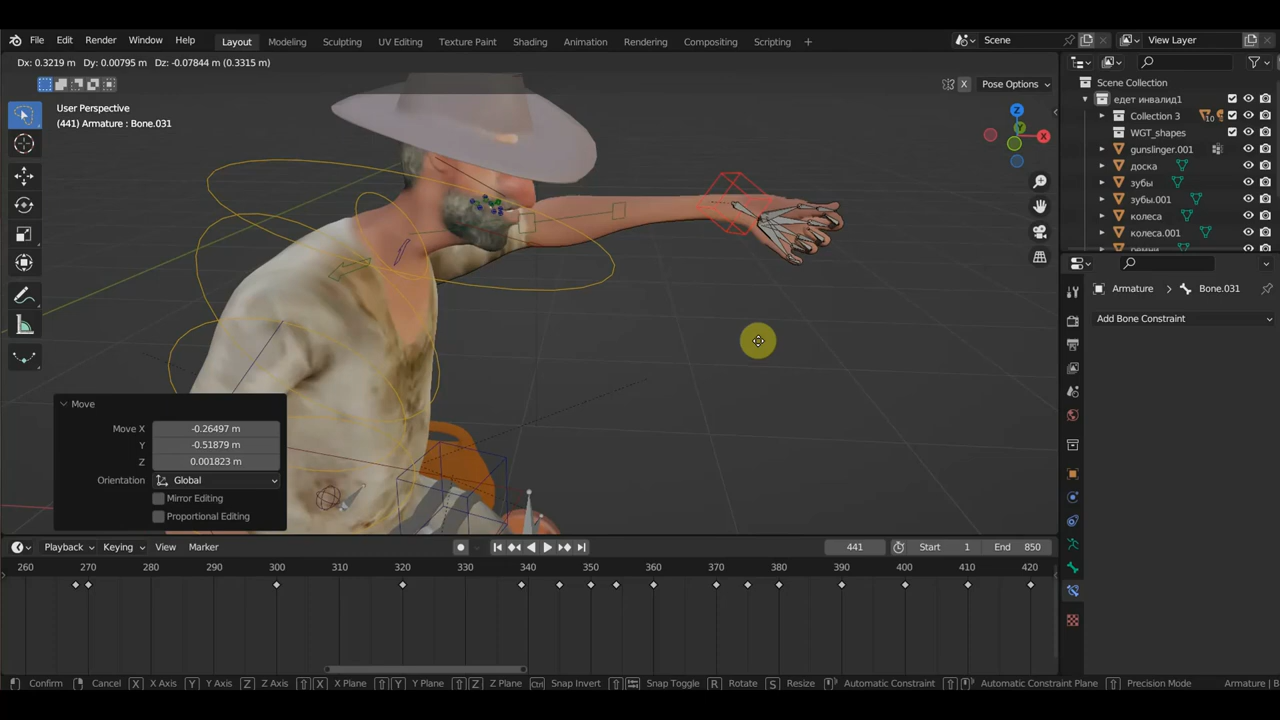 File Edit Render Window Help Layout Modeling Sculpting UV Editing Texture Paint Shading Animation Rendering Compositing Scripting + Scene View Layer
Dx: 0.3219 m Dy: 0.00795 m Dz: -0.07844 m (0.3315 m)
X Pose Options
Scene Collection
User Perspective
(441) Armature : Bone.031
едет инвалид1
Collection 3 10
WGT_shapes
gunslinger.001
доска
зубы
зубы.001
колеса
колеса.001
ремни
Z
Y
X
Armature > Bone.031
Add Bone Constraint
Move
Move X -0.26497 m
Y -0.51879 m
Z 0.001823 m
Orientation Global
Mirror Editing
Proportional Editing
Playback Keying View Marker 441 Start 1 End 850
260 270 280 290 300 310 320 330 340 350 360 370 380 390 400 410 420
Confirm Cancel X X Axis Y Y Axis Z Z Axis X X Plane Y Y Plane Z Z Plane Ctrl Snap Invert Snap Toggle R Rotate S Resize Automatic Constraint Automatic Constraint Plane Precision Mode Armature | B